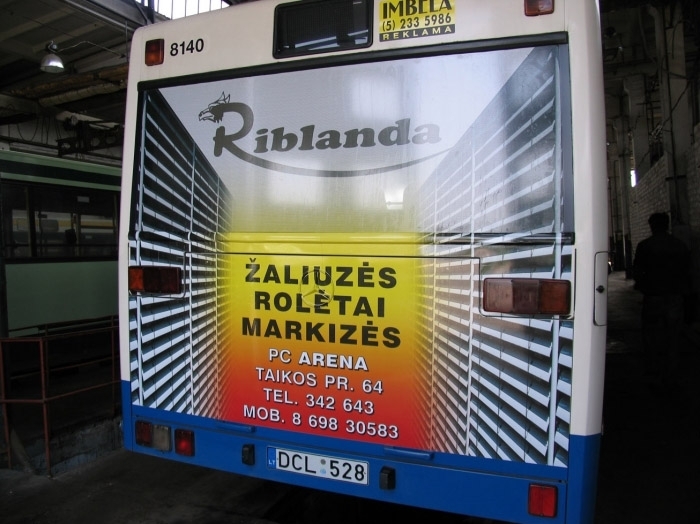 IMBELA
(5) 233 5986
REKLAMA
8140
Riblanda
ŽALIUZĖS
ROLETAI
MARKIZĖS
PC ARENA
TAIKOS PR. 64
TEL. 342 643
MOB. 8 698 30583
LT DCL 528